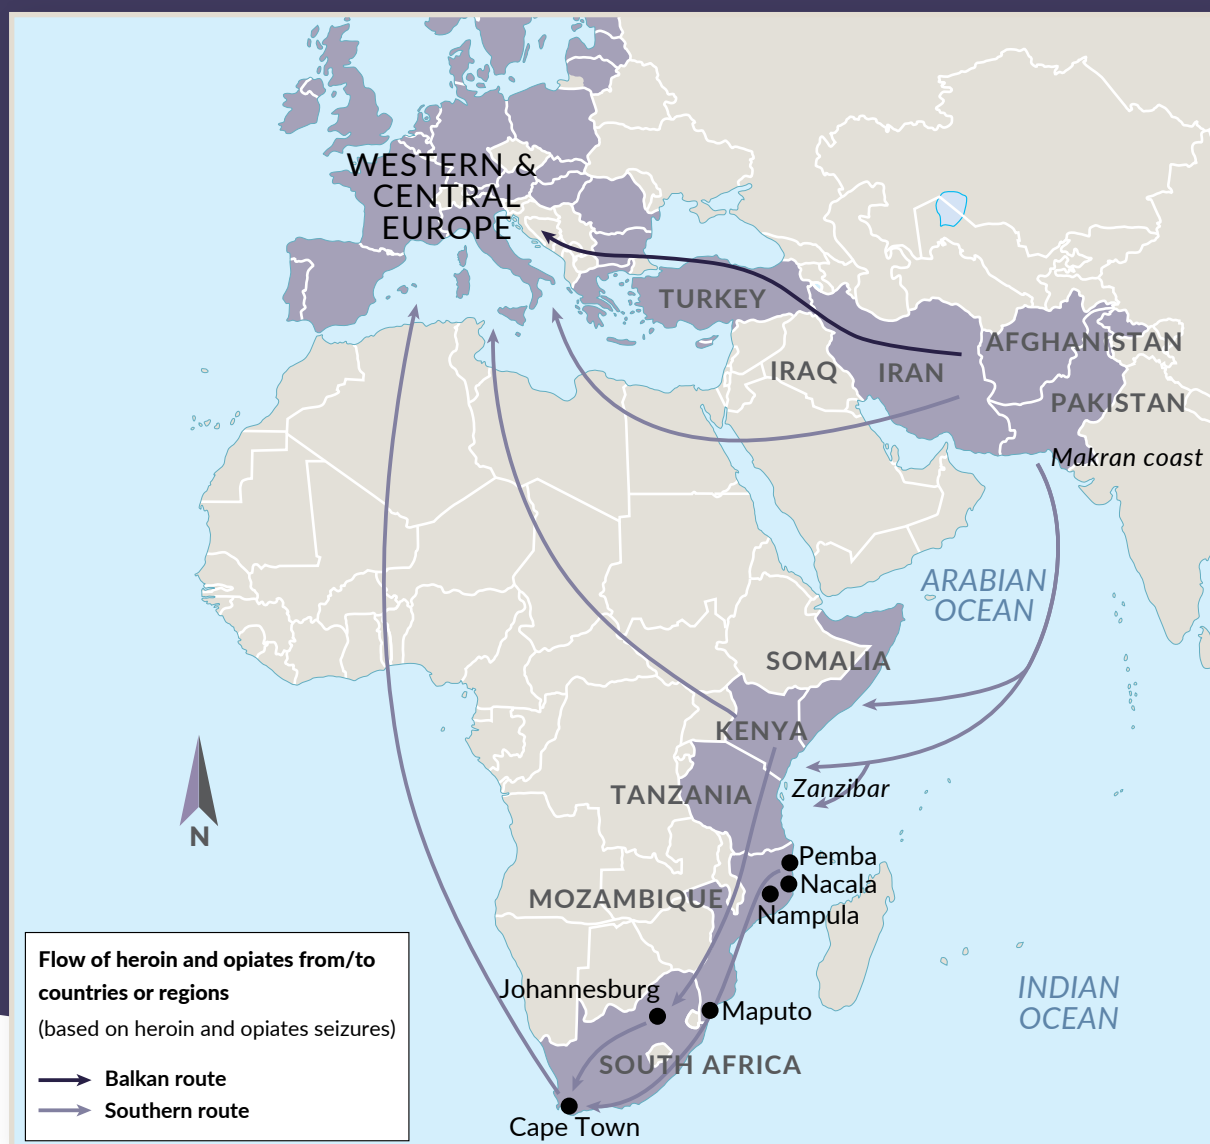 WESTERN &
CENTRAL
EUROPE
TURKEY
AFGHANISTAN
IRAQ
IRAN
PAKISTAN
Makran coast
ARABIAN
OCEAN
SOMALIA
KENYA
TANZANIA
Zanzibar
N
Pemba
Nacala
MOZAMBIQUE
Nampula
Johannesburg
Maputo
INDIAN
OCEAN
SOUTH AFRICA
Cape Town
Flow of heroin and opiates from/to
countries or regions
(based on heroin and opiates seizures)
Balkan route
Southern route